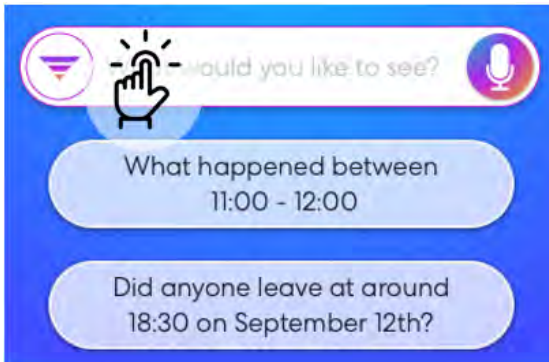 would you like to see?
What happened between
11:00 - 12:00
Did anyone leave at around
18:30 on September 12th?